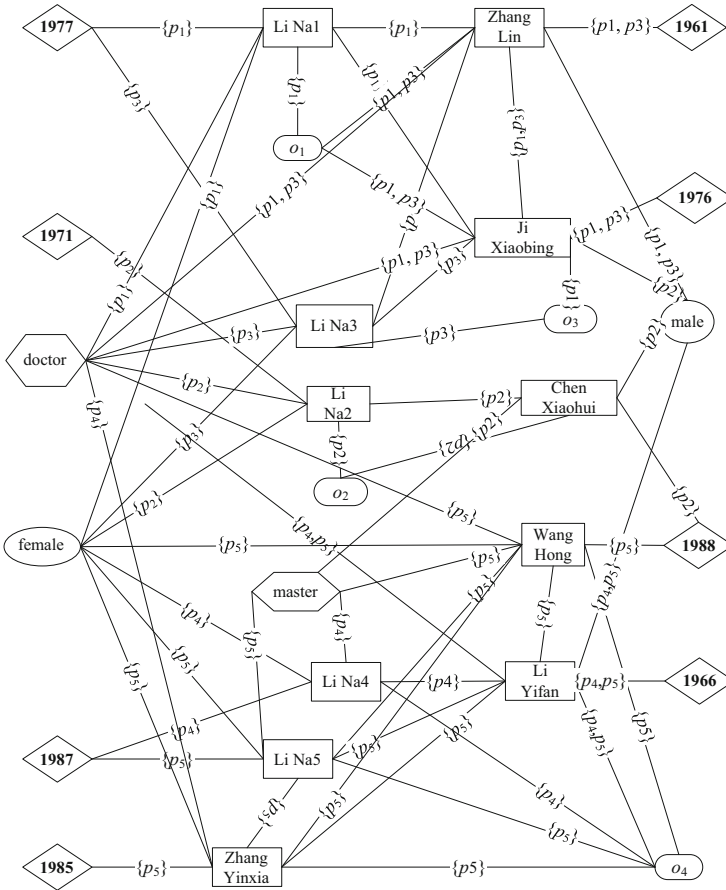 1977
{p₁}
Li Na1
{p₁}
Zhang
Lin
{p1, p3}
1961
{p₃}
{p₁}
{p₁}
{p1, p3}
{p1,p3}
o₁
{p₁}
{p1, p3}
{p1, p3}
1976
{p1, p3}
1971
{p₂}
{p1, p3}
Ji
Xiaobing
{p1, p3}
{p₃}
{p2}
{p₁}
{p1}
Li Na3
{p₃}
{p3}
o₃
male
doctor
{p₂}
{p2}
{p₄}
Li
Na2
{p2}
Chen
Xiaohui
{p₃}
{p2}
{p2}
{p2}
o₂
{p₂}
{p2}
{p₅}
{p₄,p₅}
female
{p₅}
Wang
Hong
{p₅}
1988
{p₅}
{p₅}
master
{p₄,p₅}
{p₄}
{p₄}
{p₅}
{p₅}
{p₅}
{p₅}
Li Na4
{p4}
Li
Yifan
{p₄,p₅}
1966
{p₄}
{p₅}
{p₅}
{p₄,p₅}
{p5}
1987
{p₅}
Li Na5
{p₄}
{p5}
{p₅}
{p₅}
1985
{p₅}
Zhang
Yinxia
{p5}
o₄